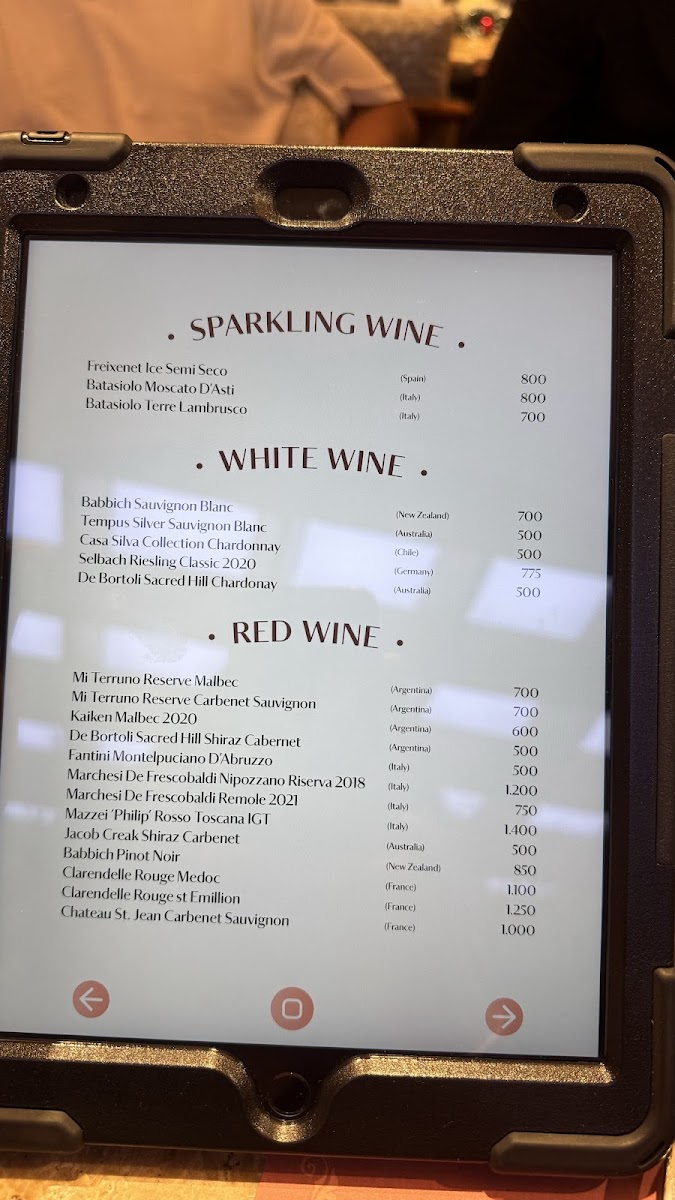 • SPARKLING WINE •
Freixenet Ice Semi Seco (Spain) 800
Batasiolo Moscato D'Asti (Italy) 800
Batasiolo Terre Lambrusco (Italy) 700
• WHITE WINE •
Babbich Sauvignon Blanc (New Zealand) 700
Tempus Silver Sauvignon Blanc (Australia) 500
Casa Silva Collection Chardonnay (Chile) 500
Selbach Riesling Classic 2020 (Germany) 775
De Bortoli Sacred Hill Chardonay (Australia) 500
• RED WINE •
Mi Terruno Reserve Malbec (Argentina) 700
Mi Terruno Reserve Carbenet Sauvignon (Argentina) 700
Kaiken Malbec 2020 (Argentina) 600
De Bortoli Sacred Hill Shiraz Cabernet (Argentina) 500
Fantini Montelpuciano D'Abruzzo (Italy) 500
Marchesi De Frescobaldi Nipozzano Riserva 2018 (Italy) 1.200
Marchesi De Frescobaldi Remole 2021 (Italy) 750
Mazzei 'Philip' Rosso Toscana IGT (Italy) 1.400
Jacob Creak Shiraz Carbenet (Australia) 500
Babbich Pinot Noir (New Zealand) 850
Clarendelle Rouge Medoc (France) 1.100
Clarendelle Rouge st Emillion (France) 1.250
Chateau St. Jean Carbenet Sauvignon (France) 1.000